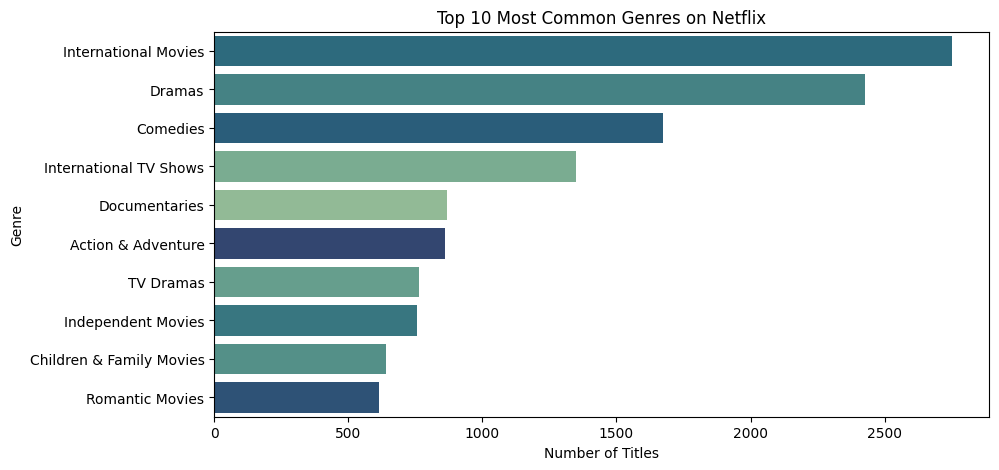 Top 10 Most Common Genres on Netflix
Genre
International Movies
Dramas
Comedies
International TV Shows
Documentaries
Action & Adventure
TV Dramas
Independent Movies
Children & Family Movies
Romantic Movies
0 500 1000 1500 2000 2500
Number of Titles